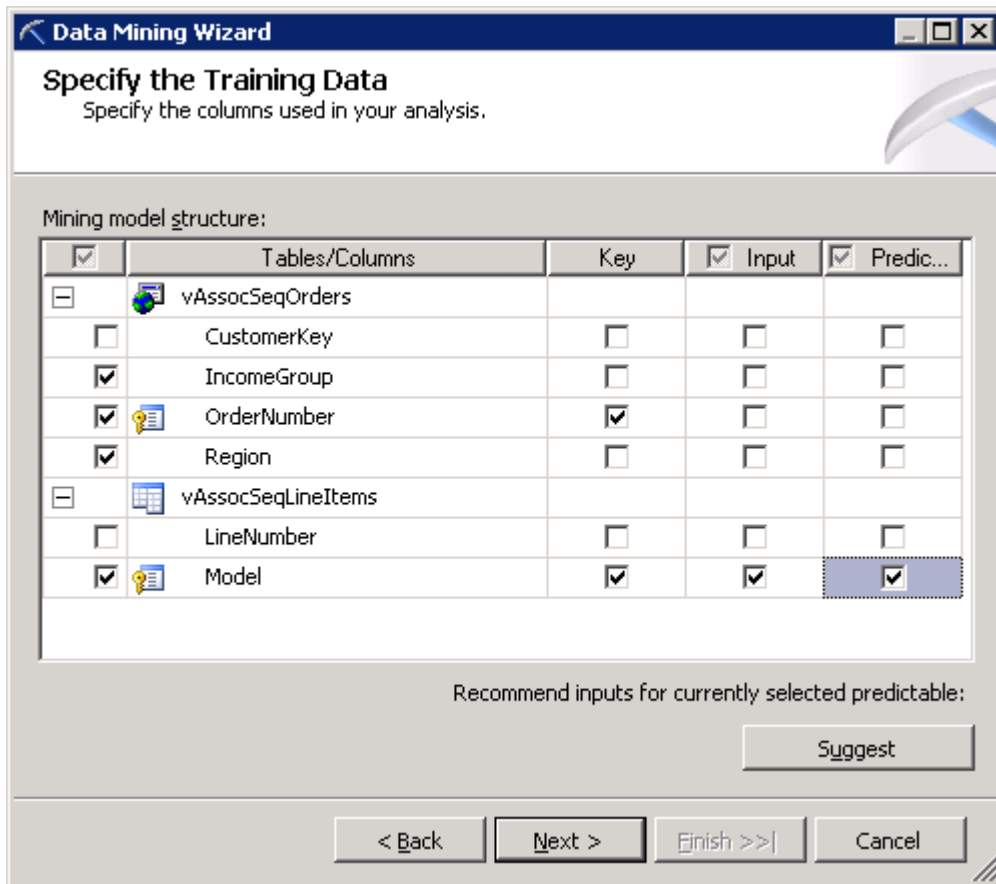 Data Mining Wizard
Specify the Training Data
Specify the columns used in your analysis.
Mining model structure:
Tables/Columns Key Input Predic...
vAssocSeqOrders
CustomerKey
IncomeGroup
OrderNumber
Region
vAssocSeqLineItems
LineNumber
Model
Recommend inputs for currently selected predictable:
Suggest
< Back Next > Finish >>| Cancel